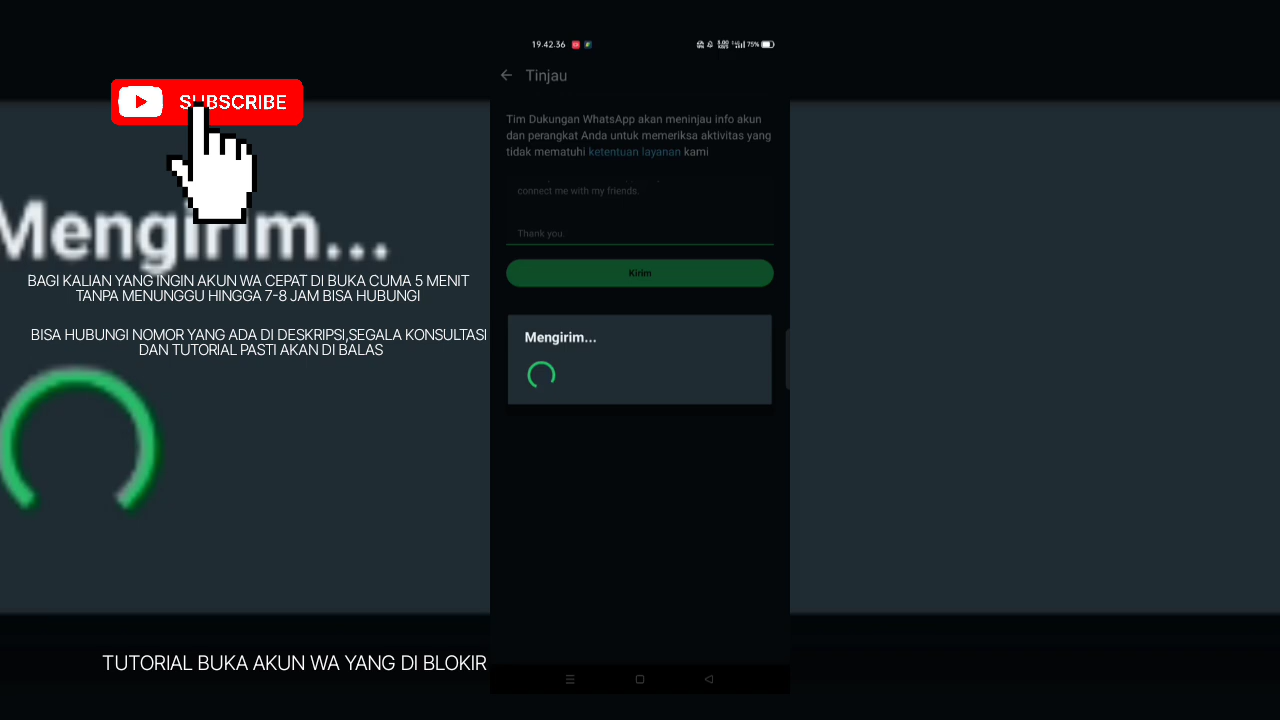 SUBSCRIBE
Mengirim...
BAGI KALIAN YANG INGIN AKUN WA CEPAT DI BUKA CUMA 5 MENIT
TANPA MENUNGGU HINGGA 7-8 JAM BISA HUBUNGI
BISA HUBUNGI NOMOR YANG ADA DI DESKRIPSI,SEGALA KONSULTASI
DAN TUTORIAL PASTI AKAN DI BALAS
TUTORIAL BUKA AKUN WA YANG DI BLOKIR
19.42.36
75%
Tinjau
Tim Dukungan WhatsApp akan meninjau info akun
dan perangkat Anda untuk memeriksa aktivitas yang
tidak mematuhi ketentuan layanan kami
connect me with my friends.
Thank you.
Kirim
Mengirim...